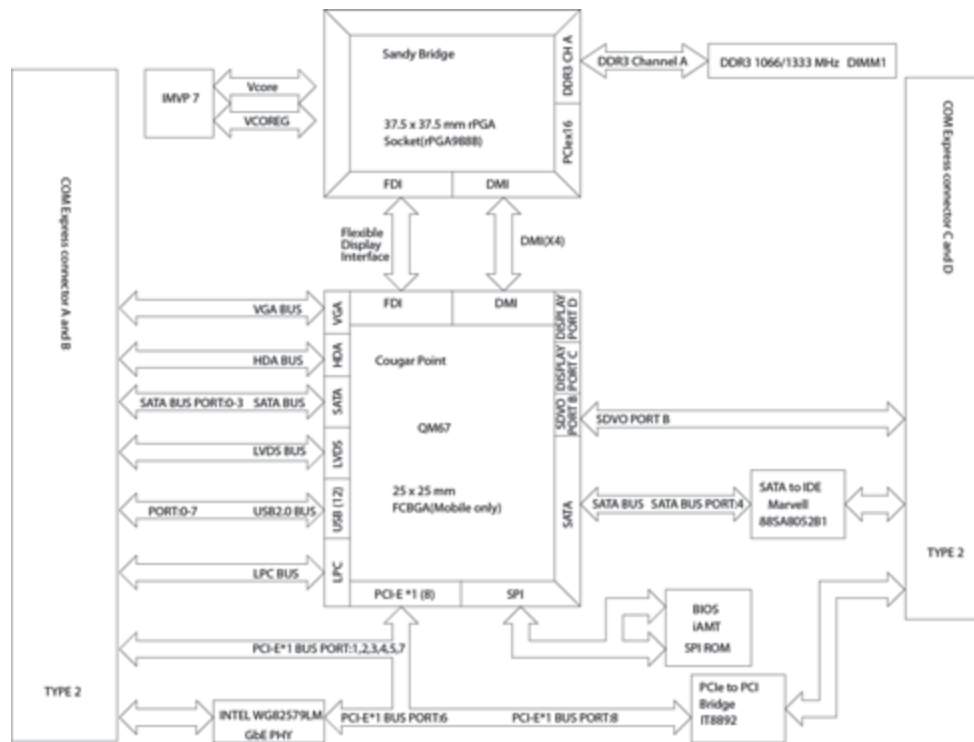 Sandy Bridge
37.5 x 37.5 mm rPGA
Socket(rPGA988B)
DDR3 CH A
PCIex16
FDI
DMI
IMVP 7
Vcore
VCOREG
DDR3 Channel A
DDR3 1066/1333 MHz DIMM1
COM Express connector A and B
TYPE 2
COM Express connector C and D
TYPE 2
Flexible
Display
Interface
DMI(X4)
FDI
DMI
Cougar Point
QM67
25 x 25 mm
FCBGA(Mobile only)
VGA
HDA
SATA
LVDS
USB (12)
LPC
DISPLAY
PORT D
DISPLAY
PORT C
SDVO
PORT B
SATA
PCI-E *1 (8)
SPI
VGA BUS
HDA BUS
SATA BUS PORT:0-3 SATA BUS
LVDS BUS
PORT:0-7 USB2.0 BUS
LPC BUS
SDVO PORT B
SATA BUS SATA BUS PORT:4
SATA to IDE
Marvell
88SA8052B1
BIOS
iAMT
SPI ROM
PCI-E*1 BUS PORT:1,2,3,4,5,7
INTEL WG82579LM
GbE PHY
PCI-E*1 BUS PORT:6
PCI-E*1 BUS PORT:8
PCIe to PCI
Bridge
IT8892